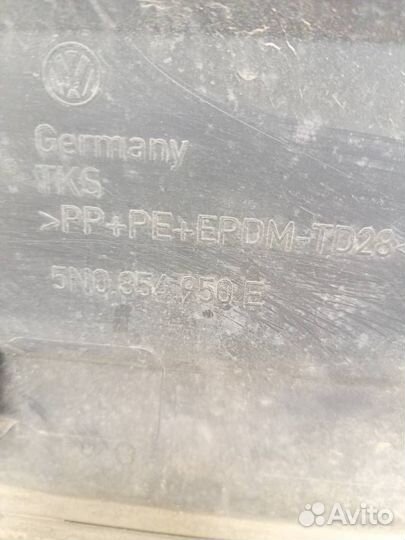 Germany
TKS
>PP+PE+EPDM-TD28<
5N0.854.950.E
Avito